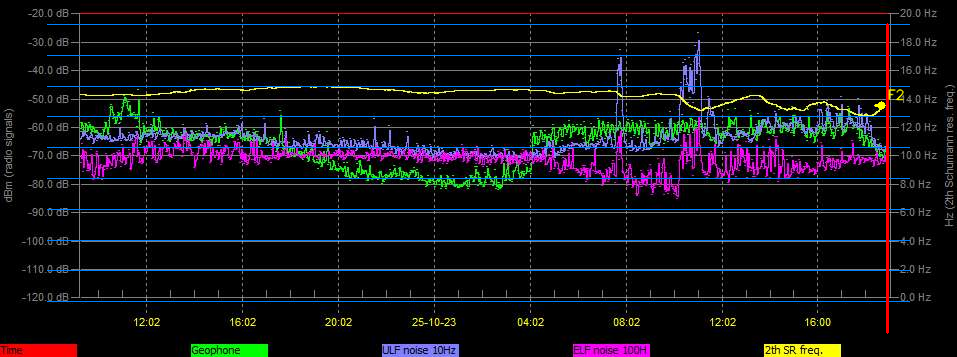 -20.0 dB 20.0 Hz
-30.0 dB 18.0 Hz
-40.0 dB 16.0 Hz
-50.0 dB 14.0 Hz
F2
-60.0 dB 12.0 Hz
-70.0 dB 10.0 Hz
-80.0 dB 8.0 Hz
-90.0 dB 6.0 Hz
-100.0 dB 4.0 Hz
-110.0 dB 2.0 Hz
-120.0 dB 0.0 Hz
dBm (radio signals)
Hz (2th Schumann res. freq.)
12:02 16:02 20:02 25-10-23 04:02 08:02 12:02 16:00
Time Geophone ULF noise 10Hz ELF noise 100H 2th SR freq.